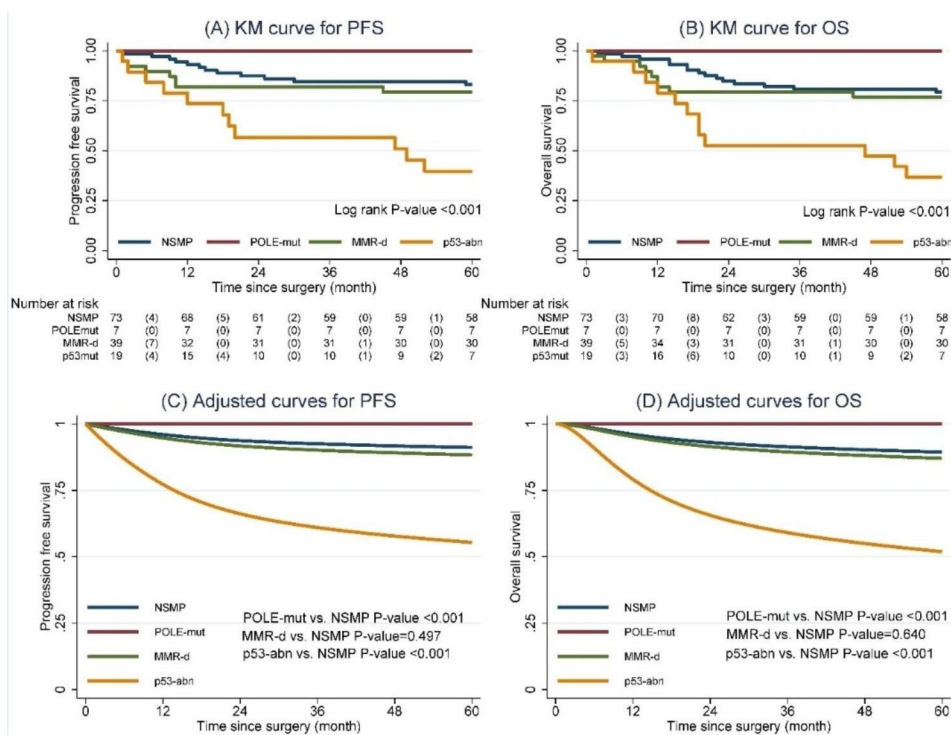 (A) KM curve for PFS
Progression free survival
1.00
0.75
0.50
0.25
0.00
Log rank P-value <0.001
NSMP POLE-mut MMR-d p53-abn
0 12 24 36 48 60
Time since surgery (month)
Number at risk
NSMP 73 (4) 68 (5) 61 (2) 59 (0) 59 (1) 58
POLEmut 7 (0) 7 (0) 7 (0) 7 (0) 7 (0) 7
MMR-d 39 (7) 32 (0) 31 (0) 31 (1) 30 (0) 30
p53mut 19 (4) 15 (4) 10 (0) 10 (1) 9 (2) 7
(B) KM curve for OS
Overall survival
1.00
0.75
0.50
0.25
0.00
Log rank P-value <0.001
NSMP POLE-mut MMR-d p53-abn
0 12 24 36 48 60
Time since surgery (month)
Number at risk
NSMP 73 (3) 70 (8) 62 (3) 59 (0) 59 (1) 58
POLEmut 7 (0) 7 (0) 7 (0) 7 (0) 7 (0) 7
MMR-d 39 (5) 34 (3) 31 (0) 31 (1) 30 (0) 30
p53mut 19 (3) 16 (6) 10 (0) 10 (1) 9 (2) 7
(C) Adjusted curves for PFS
Progression free survival
1
.75
.5
.25
0
NSMP
POLE-mut
MMR-d
p53-abn
POLE-mut vs. NSMP P-value <0.001
MMR-d vs. NSMP P-value=0.497
p53-abn vs. NSMP P-value <0.001
0 12 24 36 48 60
Time since surgery (month)
(D) Adjusted curves for OS
Overall survival
1
.75
.5
.25
0
NSMP
POLE-mut
MMR-d
p53-abn
POLE-mut vs. NSMP P-value <0.001
MMR-d vs. NSMP P-value=0.640
p53-abn vs. NSMP P-value <0.001
0 12 24 36 48 60
Time since surgery (month)